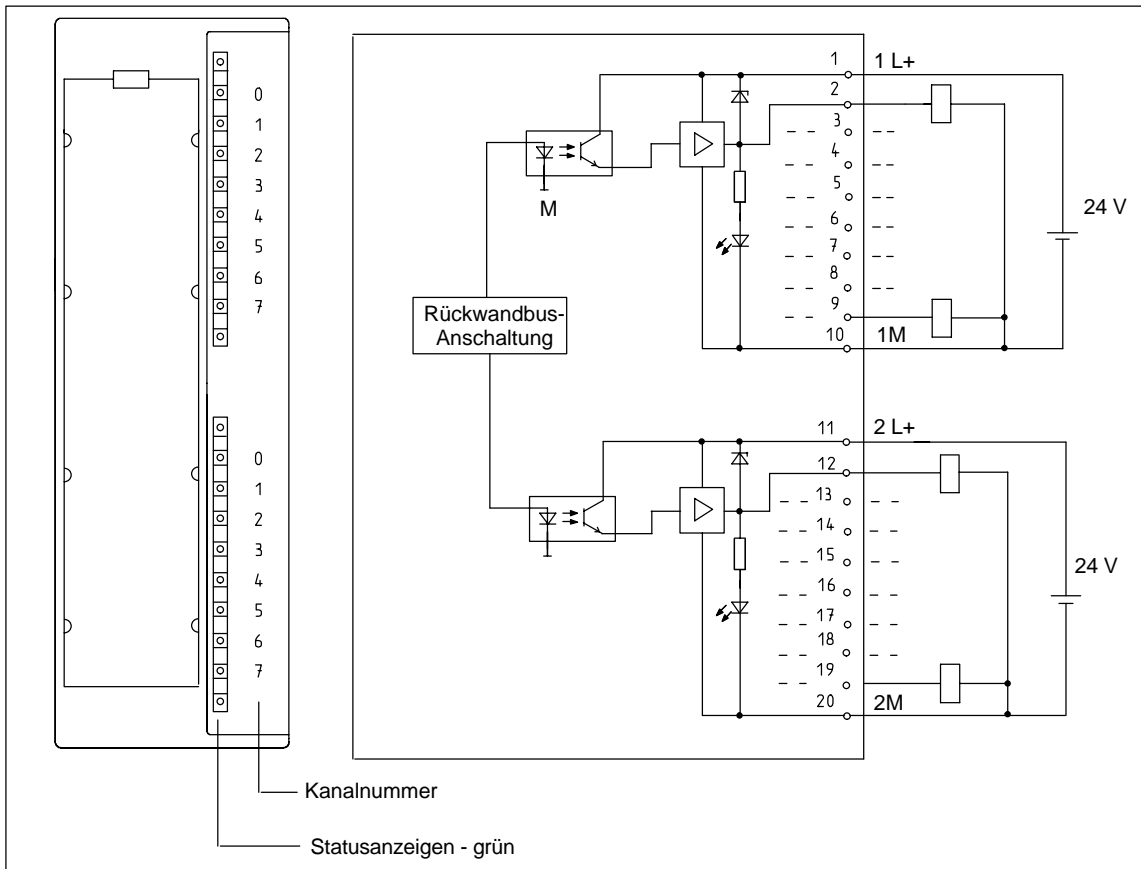 0
1
2
3
4
5
6
7
0
1
2
3
4
5
6
7
Kanalnummer
Statusanzeigen - grün
Rückwandbus-
Anschaltung
M
1 1 L+
2
3
4
5
6
7
8
9
10 1M
24 V
11 2 L+
12
13
14
15
16
17
18
19
20 2M
24 V